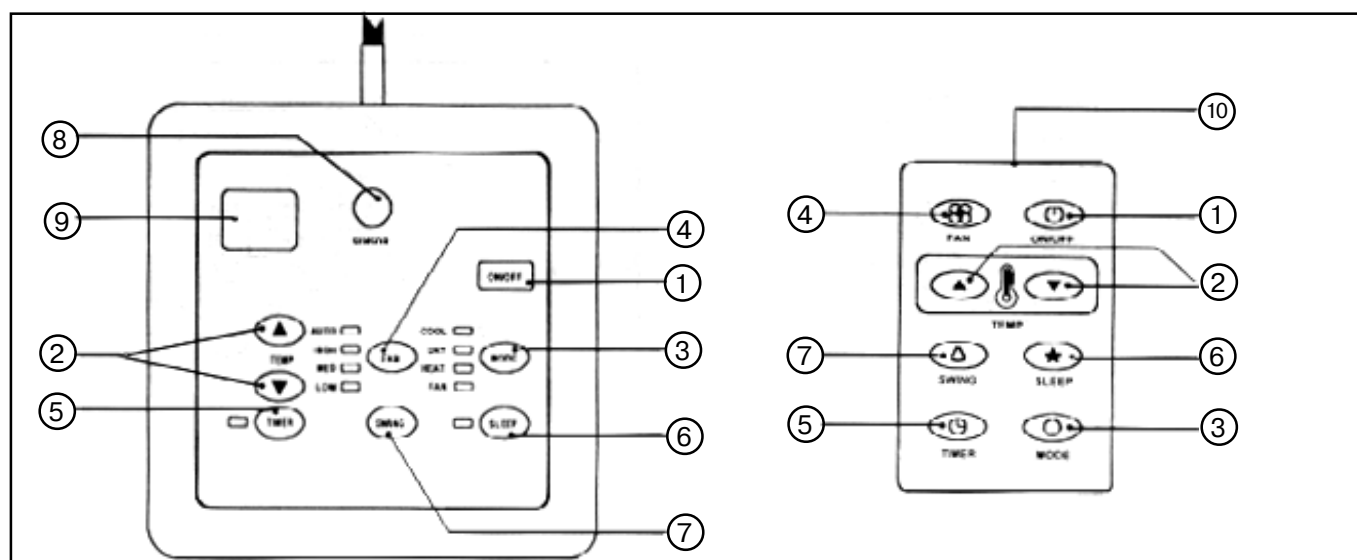 ⑧
⑨
SENSOR
④
ON/OFF
①
②
TEMP
AUTO
HIGH
MED
LOW
FAN
COOL
DRY
HEAT
FAN
MODE
③
⑤
TIMER
SWING
SLEEP
⑥
⑦
⑩
④
FAN
ON/OFF
①
②
TEMP
⑦
SWING
SLEEP
⑥
⑤
TIMER
MODE
③